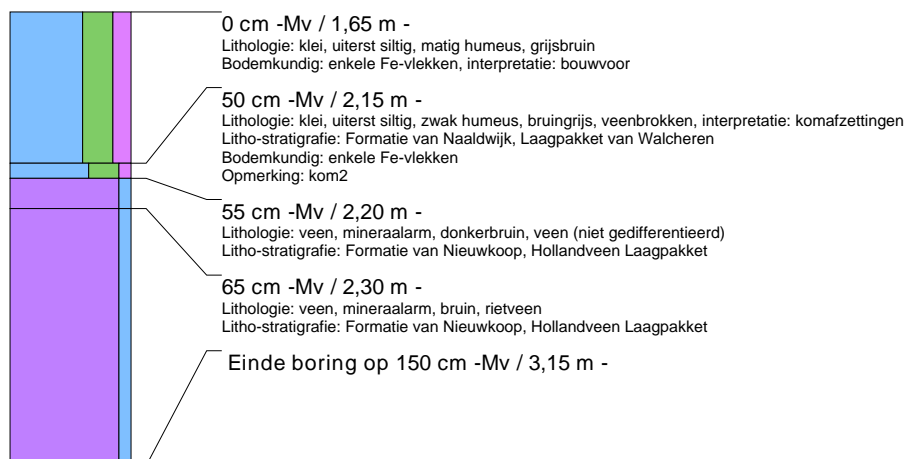 0 cm -Mv / 1,65 m -
Lithologie: klei, uiterst siltig, matig humeus, grijsbruin
Bodemkundig: enkele Fe-vlekken, interpretatie: bouwvoor
50 cm -Mv / 2,15 m -
Lithologie: klei, uiterst siltig, zwak humeus, bruingrijs, veenbrokken, interpretatie: komafzettingen
Litho-stratigrafie: Formatie van Naaldwijk, Laagpakket van Walcheren
Bodemkundig: enkele Fe-vlekken
Opmerking: kom2
55 cm -Mv / 2,20 m -
Lithologie: veen, mineraalarm, donkerbruin, veen (niet gedifferentieerd)
Litho-stratigrafie: Formatie van Nieuwkoop, Hollandveen Laagpakket
65 cm -Mv / 2,30 m -
Lithologie: veen, mineraalarm, bruin, rietveen
Litho-stratigrafie: Formatie van Nieuwkoop, Hollandveen Laagpakket
Einde boring op 150 cm -Mv / 3,15 m -